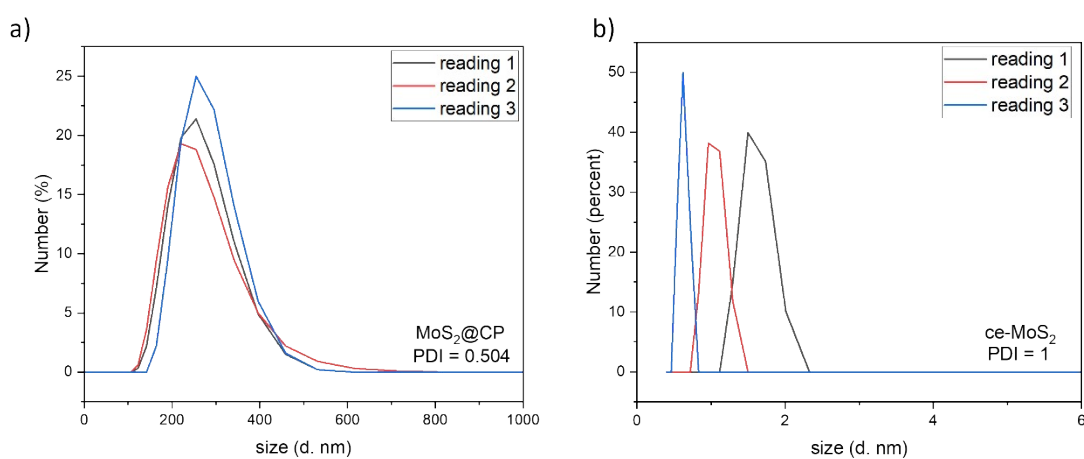 a)
reading 1
reading 2
reading 3
25
20
15
10
5
0
Number (%)
MoS₂@CP
PDI = 0.504
0 200 400 600 800 1000
size (d. nm)
b)
reading 1
reading 2
reading 3
50
40
30
20
10
0
Number (percent)
ce-MoS₂
PDI = 1
0 2 4 6
size (d. nm)